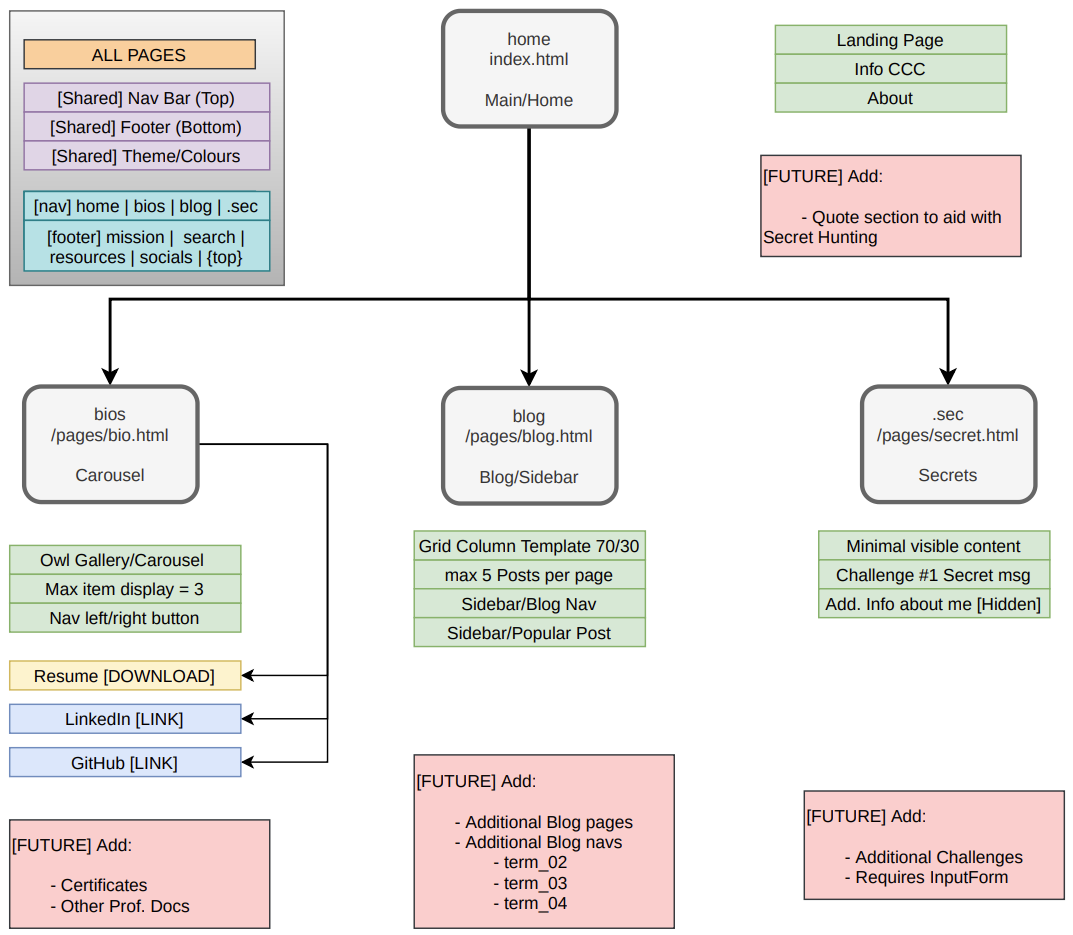 ALL PAGES
[Shared] Nav Bar (Top)
[Shared] Footer (Bottom)
[Shared] Theme/Colours
[nav] home | bios | blog | .sec
[footer] mission |  search |
resources | socials | {top}
home
index.html
Main/Home
Landing Page
Info CCC
About
[FUTURE] Add:
- Quote section to aid with
Secret Hunting
bios
/pages/bio.html
Carousel
Owl Gallery/Carousel
Max item display = 3
Nav left/right button
Resume [DOWNLOAD]
LinkedIn [LINK]
GitHub [LINK]
[FUTURE] Add:
- Certificates
- Other Prof. Docs
blog
/pages/blog.html
Blog/Sidebar
Grid Column Template 70/30
max 5 Posts per page
Sidebar/Blog Nav
Sidebar/Popular Post
[FUTURE] Add:
- Additional Blog pages
- Additional Blog navs
- term_02
- term_03
- term_04
.sec
/pages/secret.html
Secrets
Minimal visible content
Challenge #1 Secret msg
Add. Info about me [Hidden]
[FUTURE] Add:
- Additional Challenges
- Requires InputForm